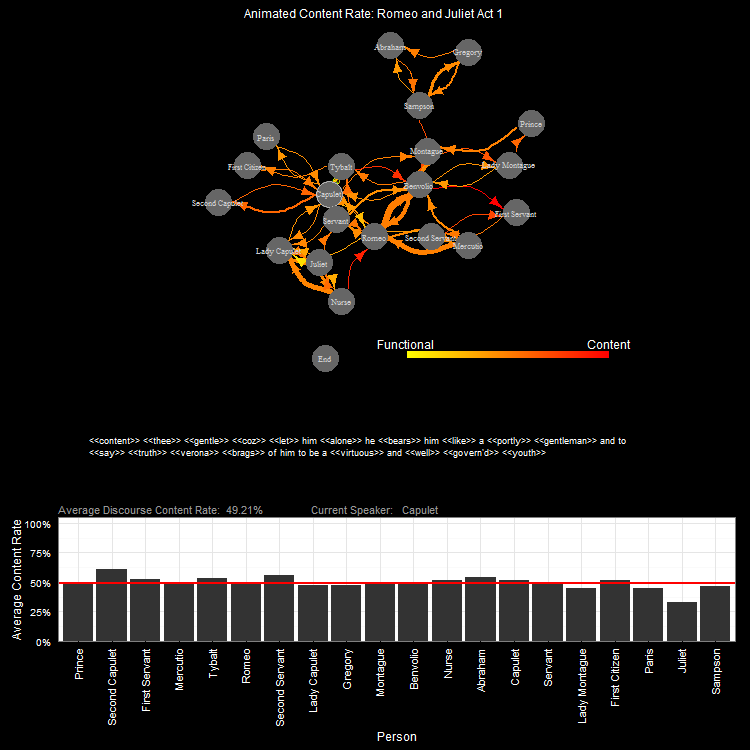 Animated Content Rate: Romeo and Juliet Act 1
Abraham
Gregory
Sampson
Prince
Paris
Montague
Tybalt
First Citizen
Lady Montague
Benvolio
Capulet
Second Capulet
First Servant
Servant
Romeo
Second Servant
Mercutio
Lady Capulet
Juliet
Nurse
Functional Content
End
<<content>> <<thee>> <<gentle>> <<coz>> <<let>> him <<alone>> he <<bears>> him <<like>> a <<portly>> <<gentleman>> and to
<<say>> <<truth>> <<verona>> <<brags>> of him to be a <<virtuous>> and <<well>> <<govern'd>> <<youth>>
Average Discourse Content Rate: 49.21% Current Speaker: Capulet
Average Content Rate
100%
75%
50%
25%
0%
Prince
Second Capulet
First Servant
Mercutio
Tybalt
Romeo
Second Servant
Lady Capulet
Gregory
Montague
Benvolio
Nurse
Abraham
Capulet
Servant
Lady Montague
First Citizen
Paris
Juliet
Sampson
Person